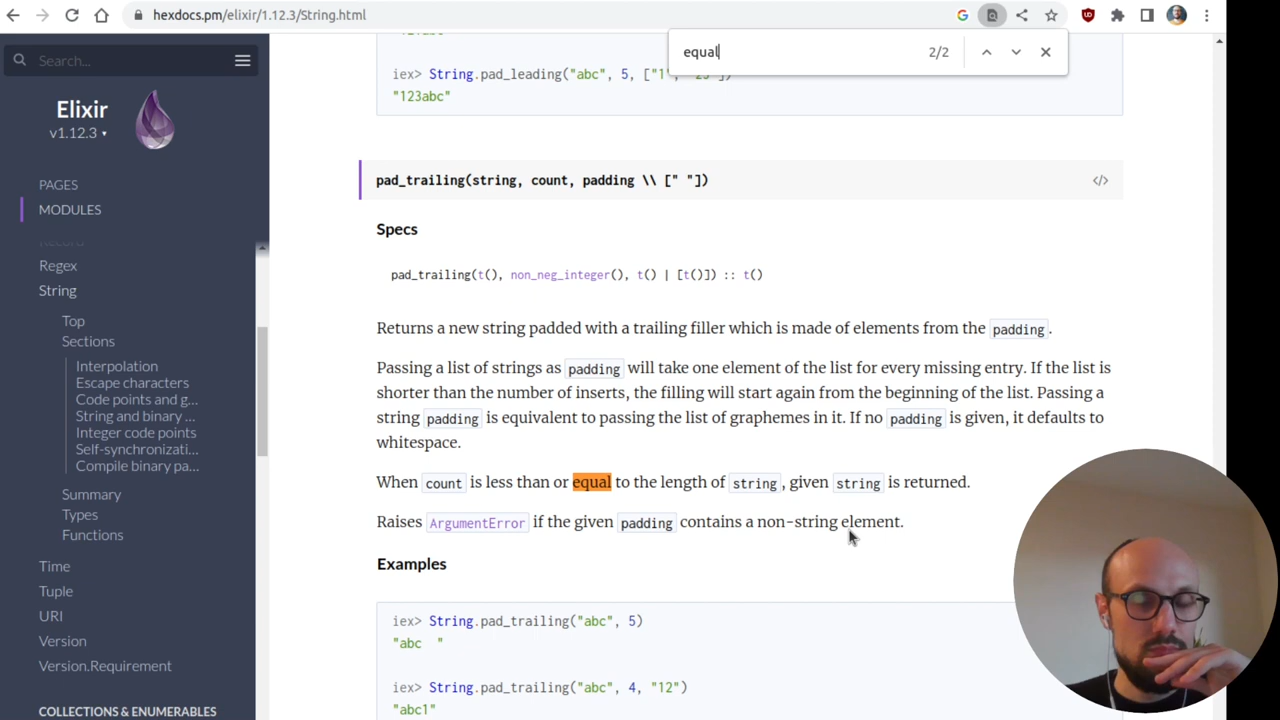 hexdocs.pm/elixir/1.12.3/String.html
equal 2/2
Search...
Elixir
v1.12.3
PAGES
MODULES
Record
Regex
String
Top
Sections
Interpolation
Escape characters
Code points and g...
String and binary ...
Integer code points
Self-synchronizati...
Compile binary pa...
Summary
Types
Functions
Time
Tuple
URI
Version
Version.Requirement
COLLECTIONS & ENUMERABLES
iex> String.pad_leading("abc", 5, ["1", "23"])
"123abc"
pad_trailing(string, count, padding \\ [" "])
</>
Specs
pad_trailing(t(), non_neg_integer(), t() | [t()]) :: t()
Returns a new string padded with a trailing filler which is made of elements from the padding.
Passing a list of strings as padding will take one element of the list for every missing entry. If the list is
shorter than the number of inserts, the filling will start again from the beginning of the list. Passing a
string padding is equivalent to passing the list of graphemes in it. If no padding is given, it defaults to
whitespace.
When count is less than or equal to the length of string, given string is returned.
Raises ArgumentError if the given padding contains a non-string element.
Examples
iex> String.pad_trailing("abc", 5)
"abc  "
iex> String.pad_trailing("abc", 4, "12")
"abc1"